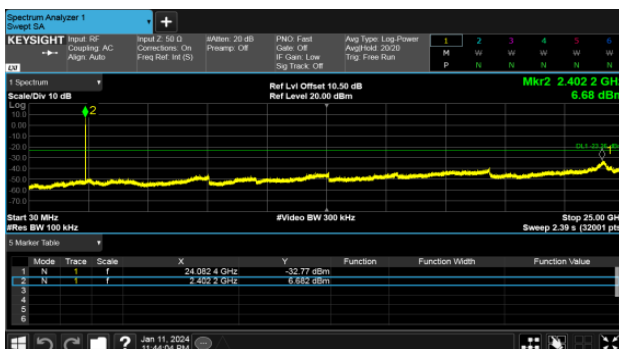 Spectrum Analyzer 1
Swept SA
KEYSIGHT Input: RF Input Z: 50 Ω #Atten: 20 dB PNO: Fast Avg Type: Log-Power 1 2 3 4 5 6
Coupling: AC Corrections: On Preamp: Off Gate: Off Avg|Hold: 20/20 M W W W W W
Align: Auto Freq Ref: Int (S) IF Gain: Low Trig: Free Run
Sig Track: Off P N N N N N
LXI
1 Spectrum Ref Lvl Offset 10.50 dB Mkr2 2.402 2 GHz
Scale/Div 10 dB Ref Level 20.00 dBm 6.68 dBm
Log
10.0
0.00
-10.0
-20.0
-30.0
-40.0
-50.0
-60.0
-70.0
2
1
Start 30 MHz #Video BW 300 kHz Stop 25.00 GH
#Res BW 100 kHz Sweep 2.39 s (32001 pts
5 Marker Table
Mode Trace Scale X Y Function Function Width Function Value
1 N 1 f 24.082 4 GHz -32.77 dBm
2 N 1 f 2.402 2 GHz 6.682 dBm
3
4
5
6
? Jan 11, 2024
11:44:04 PM